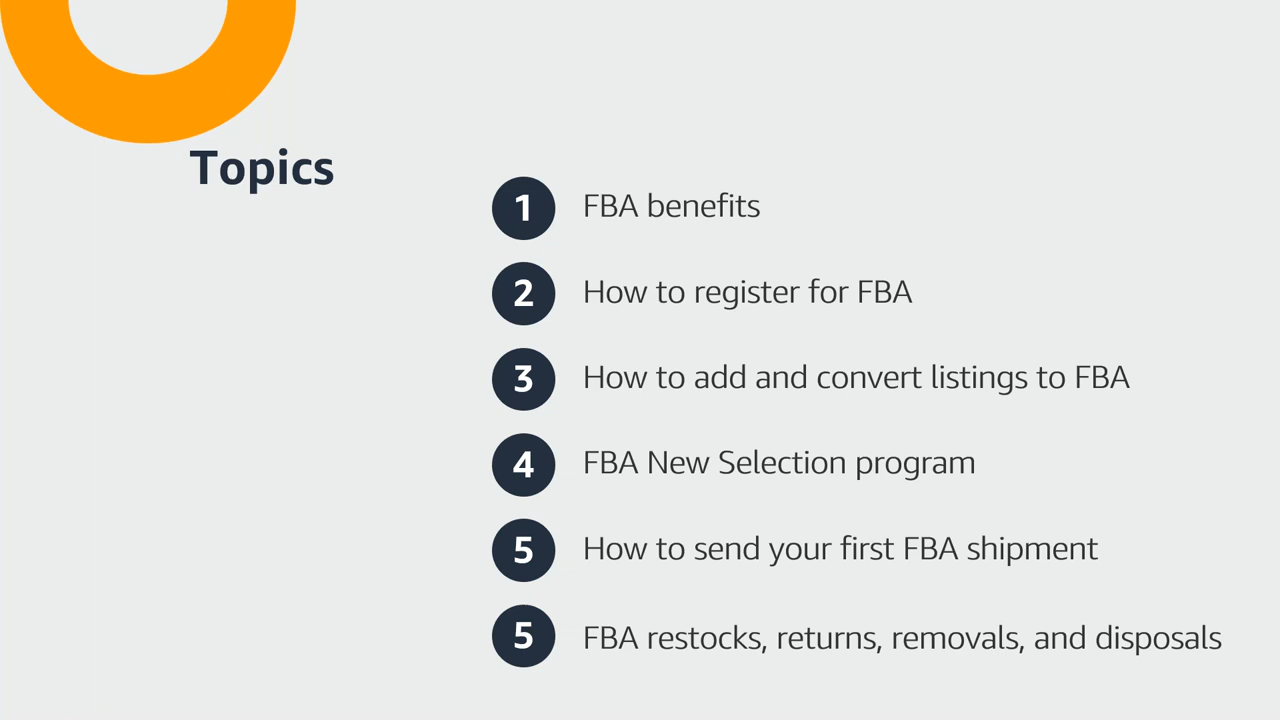 Topics
1 FBA benefits
2 How to register for FBA
3 How to add and convert listings to FBA
4 FBA New Selection program
5 How to send your first FBA shipment
5 FBA restocks, returns, removals, and disposals